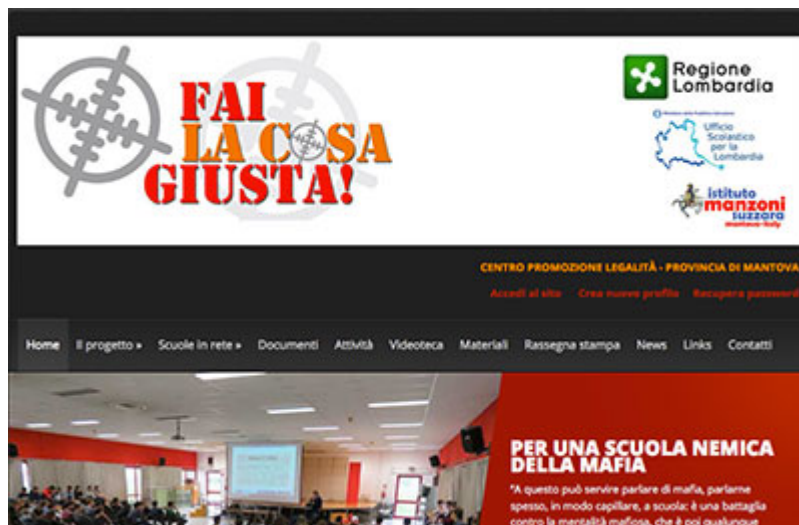 FAI
LA COSA
GIUSTA!
Regione
Lombardia
Ufficio
Scolastico
per la
Lombardia
istituto
manzoni
suzzara
mantova-italy
CENTRO PROMOZIONE LEGALITÀ - PROVINCIA DI MANTOVA
Accedi al sito Crea nuovo profilo Recupera password
Home Il progetto » Scuole in rete » Documenti Attività Videoteca Materiali Rassegna stampa News Links Contatti
PER UNA SCUOLA NEMICA
DELLA MAFIA
"A questo può servire parlare di mafia, parlarne
spesso, in modo capillare, a scuola: è una battaglia
contro la mentalità mafiosa, che è poi qualunque